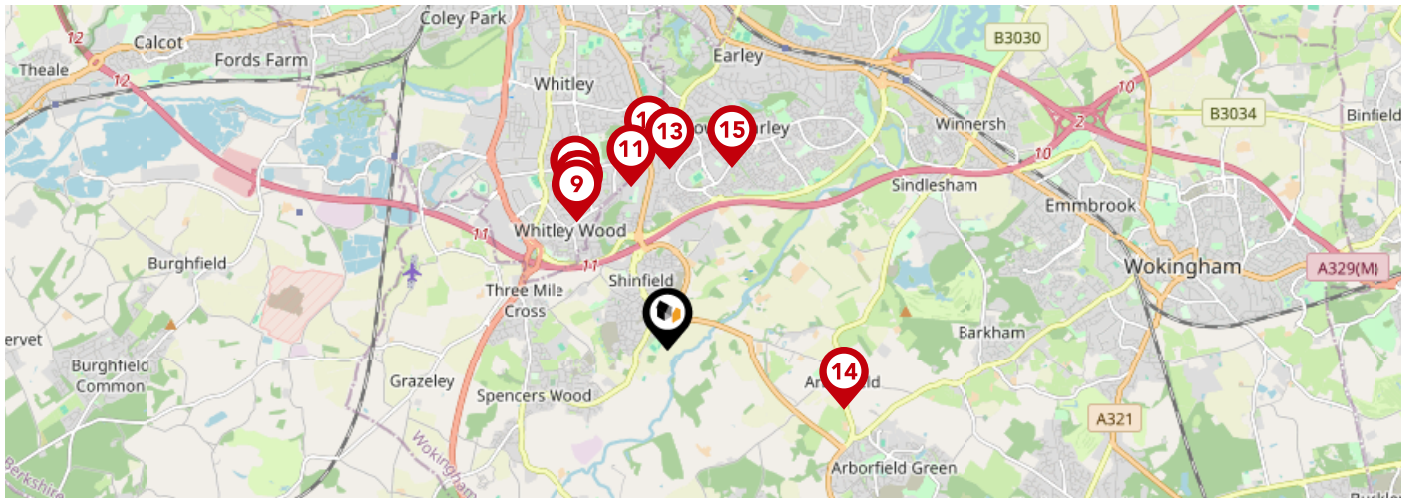 Coley Park
12
Calcot
Fords Farm
Theale
12
Earley
B3030
Whitley
10
B3034
Binfield
2
Winnersh
13
15
11
10
9
Sindlesham
Emmbrook
Whitley Wood
11
11
Burghfield
Shinfield
Wokingham
A329(M)
Three Mile
Cross
Barkham
Burghfield
Common
Grazeley
Spencers Wood
14
A321
Wokingham
Arborfield Green
Berkshire